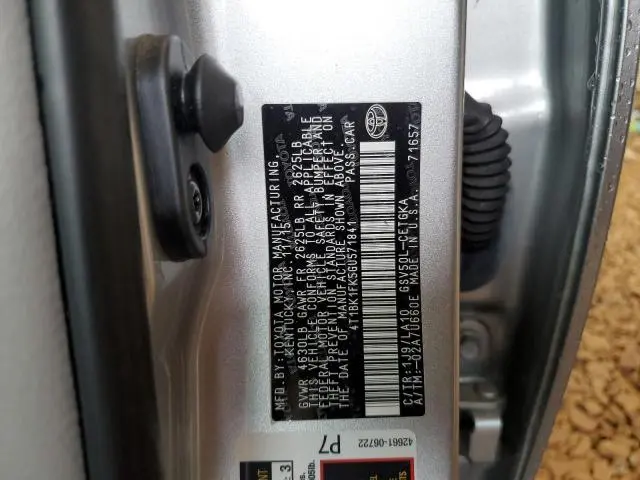 TOYOTA MOTOR MANUFACTURING,
KENTUCKY, INC. 11/15
GVWR 4630LB GAWR FR 2625LB RR 2625LB
THIS VEHICLE CONFORMS TO ALL APPLICABLE
FEDERAL MOTOR VEHICLE SAFETY, BUMPER, AND
THEFT PREVENTION STANDARDS IN EFFECT ON
THE DATE OF MANUFACTURE SHOWN ABOVE.
4T1BK1FK5GU571841 PASS.CAR
C/TR:1J9/LA10 GSV50L-CETGKA
A/TM:-02A/U660E MADE IN U.S.A. 71657
42661-06722
P7
3